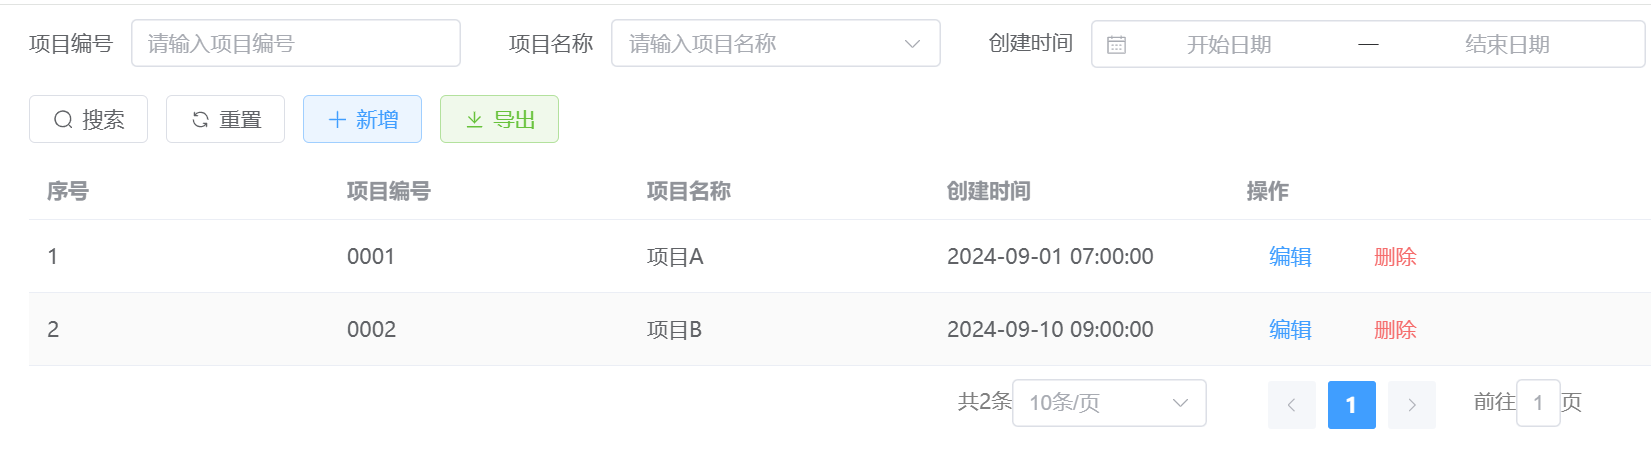 项目编号 请输入项目编号 项目名称 请输入项目名称 创建时间 开始日期 — 结束日期
搜索 重置 新增 导出
序号 项目编号 项目名称 创建时间 操作
1 0001 项目A 2024-09-01 07:00:00 编辑 删除
2 0002 项目B 2024-09-10 09:00:00 编辑 删除
共2条 10条/页 1 前往 1 页